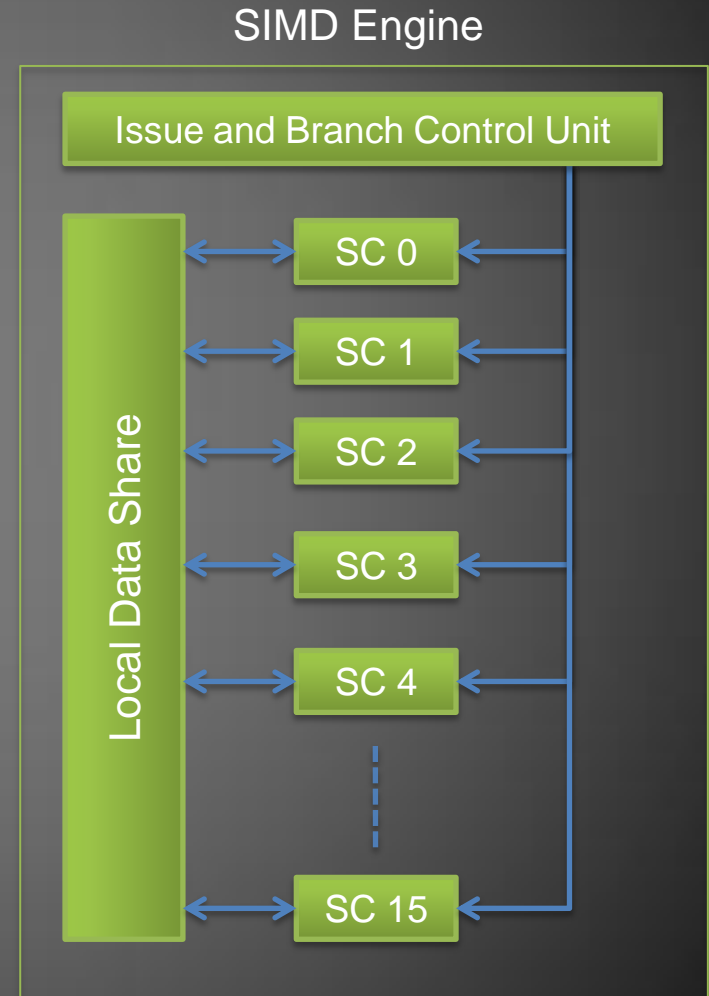 SIMD Engine
Issue and Branch Control Unit
Local Data Share
SC 0
SC 1
SC 2
SC 3
SC 4
SC 15